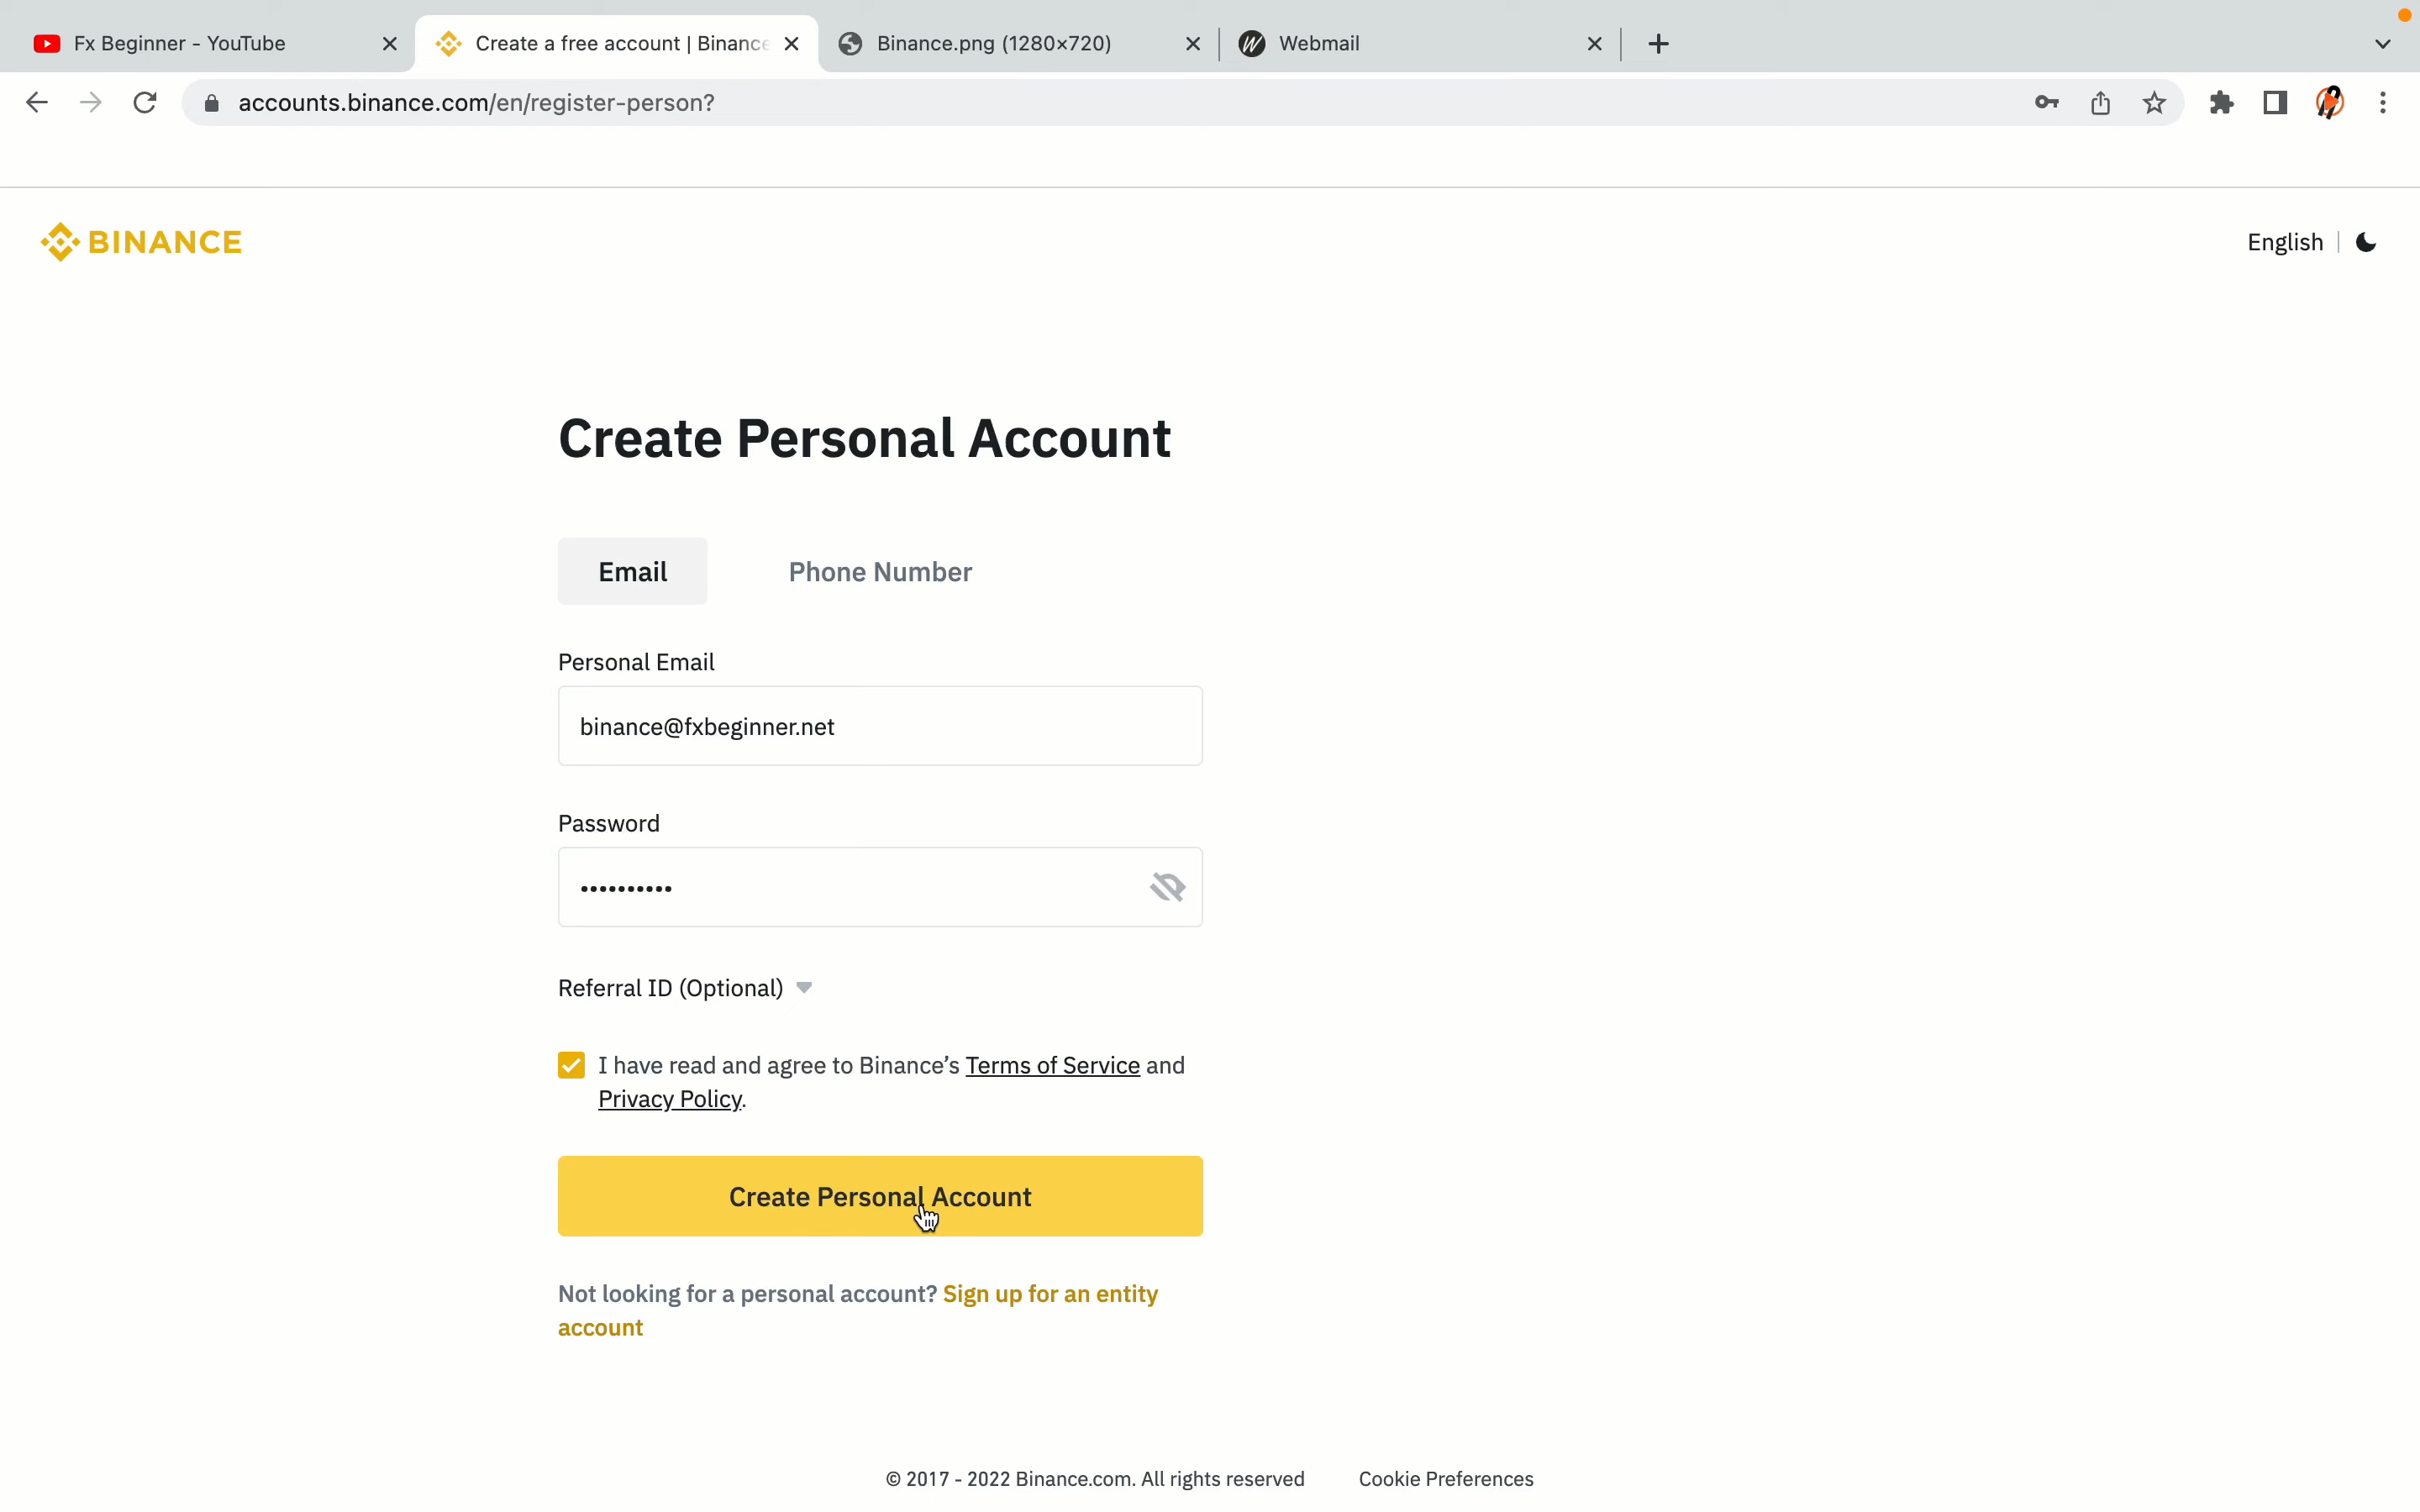 Fx Beginner - YouTube
Create a free account | Binance
Binance.png (1280×720)
Webmail
accounts.binance.com/en/register-person?
BINANCE
English
Create Personal Account
Email
Phone Number
Personal Email
binance@fxbeginner.net
Password
••••••••••
Referral ID (Optional)
I have read and agree to Binance’s Terms of Service and
Privacy Policy.
Create Personal Account
Not looking for a personal account? Sign up for an entity
account
© 2017 - 2022 Binance.com. All rights reserved
Cookie Preferences